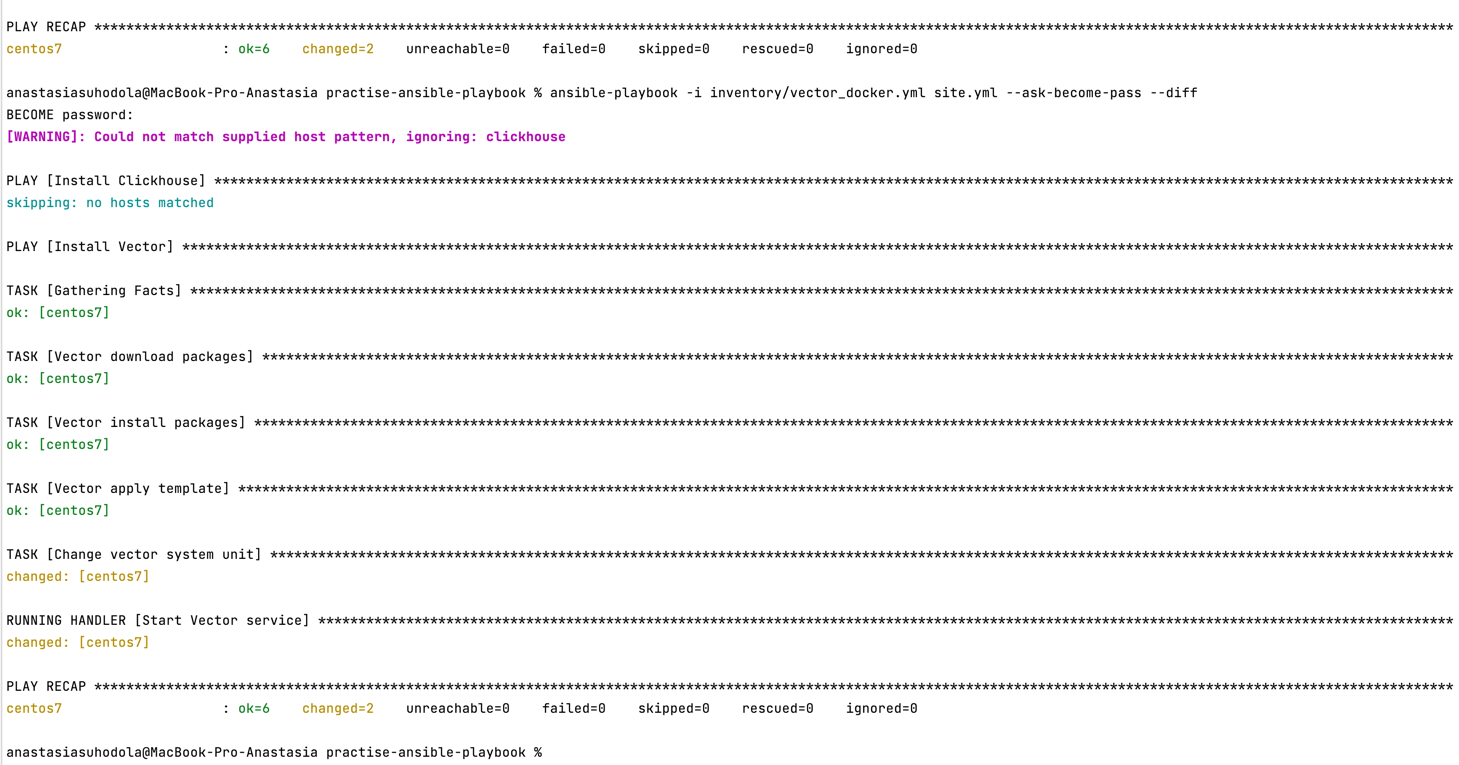 PLAY RECAP **************************************************************************************************************************************************************************
centos7                    : ok=6    changed=2    unreachable=0    failed=0    skipped=0    rescued=0    ignored=0
anastasiasuhodola@MacBook-Pro-Anastasia practise-ansible-playbook % ansible-playbook -i inventory/vector_docker.yml site.yml --ask-become-pass --diff
BECOME password:
[WARNING]: Could not match supplied host pattern, ignoring: clickhouse
PLAY [Install Clickhouse] ***********************************************************************************************************************************************************
skipping: no hosts matched
PLAY [Install Vector] ***************************************************************************************************************************************************************
TASK [Gathering Facts] **************************************************************************************************************************************************************
ok: [centos7]
TASK [Vector download packages] *****************************************************************************************************************************************************
ok: [centos7]
TASK [Vector install packages] ******************************************************************************************************************************************************
ok: [centos7]
TASK [Vector apply template] ********************************************************************************************************************************************************
ok: [centos7]
TASK [Change vector system unit] ****************************************************************************************************************************************************
changed: [centos7]
RUNNING HANDLER [Start Vector service] **********************************************************************************************************************************************
changed: [centos7]
PLAY RECAP **************************************************************************************************************************************************************************
centos7                    : ok=6    changed=2    unreachable=0    failed=0    skipped=0    rescued=0    ignored=0
anastasiasuhodola@MacBook-Pro-Anastasia practise-ansible-playbook %